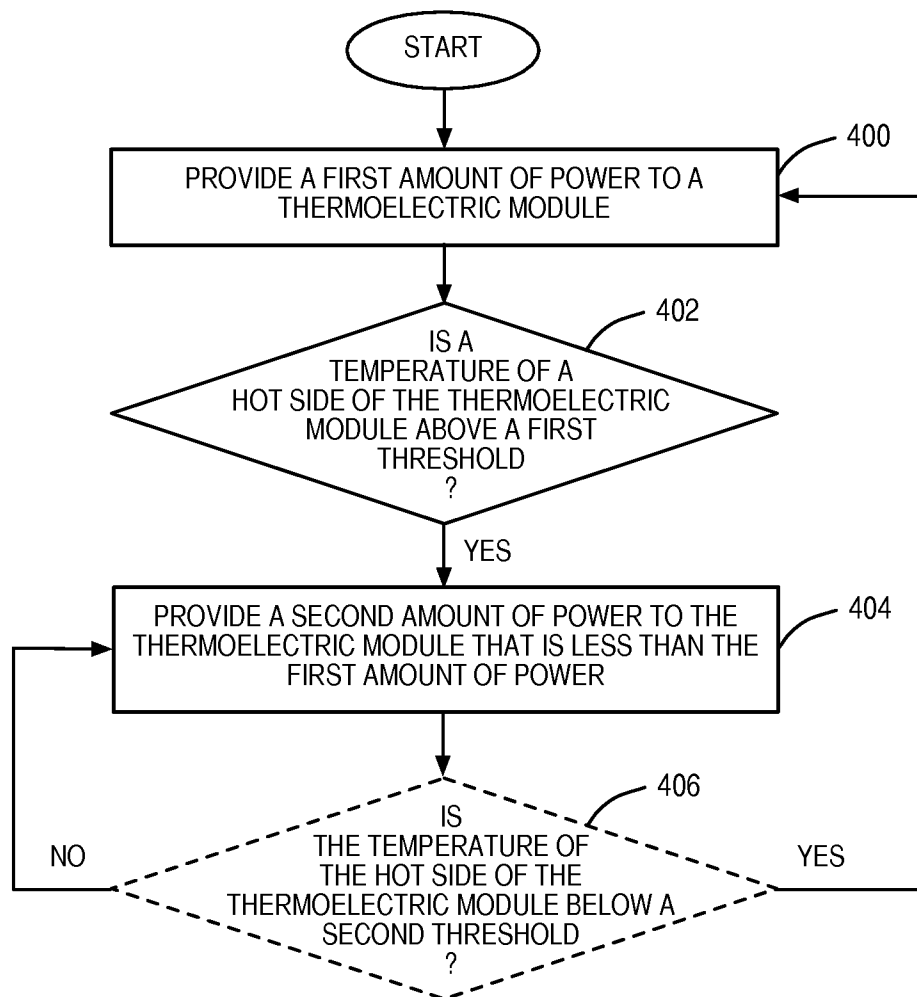 START
400
PROVIDE A FIRST AMOUNT OF POWER TO A
THERMOELECTRIC MODULE
402
IS A
TEMPERATURE OF A
HOT SIDE OF THE THERMOELECTRIC
MODULE ABOVE A FIRST
THRESHOLD
?
YES
PROVIDE A SECOND AMOUNT OF POWER TO THE
THERMOELECTRIC MODULE THAT IS LESS THAN THE
FIRST AMOUNT OF POWER
404
406
IS
THE TEMPERATURE OF
THE HOT SIDE OF THE
THERMOELECTRIC MODULE BELOW A
SECOND THRESHOLD
?
NO
YES